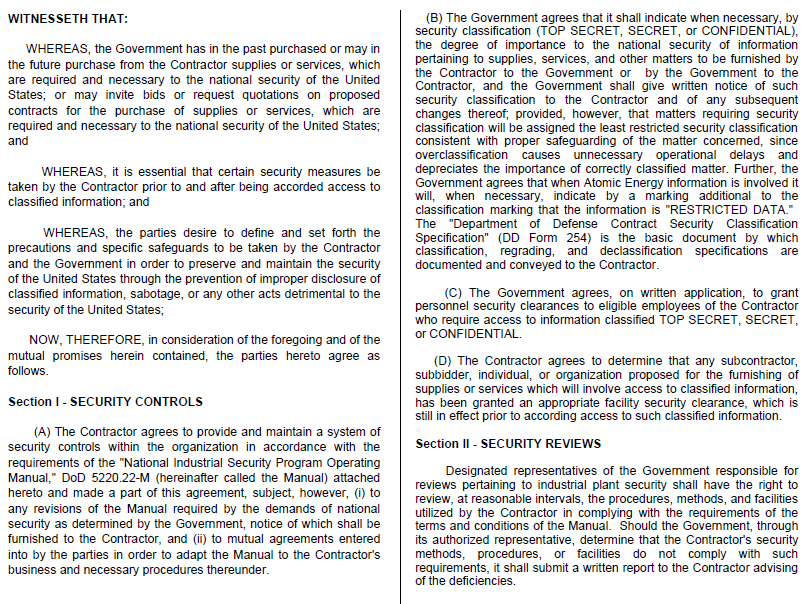 WITNESSETH THAT:
WHEREAS, the Government has in the past purchased or may in
the future purchase from the Contractor supplies or services, which
are required and necessary to the national security of the United
States; or may invite bids or request quotations on proposed
contracts for the purchase of supplies or services, which are
required and necessary to the national security of the United States;
and
WHEREAS, it is essential that certain security measures be
taken by the Contractor prior to and after being accorded access to
classified information; and
WHEREAS, the parties desire to define and set forth the
precautions and specific safeguards to be taken by the Contractor
and the Government in order to preserve and maintain the security
of the United States through the prevention of improper disclosure of
classified information, sabotage, or any other acts detrimental to the
security of the United States;
NOW, THEREFORE, in consideration of the foregoing and of the
mutual promises herein contained, the parties hereto agree as
follows.
Section I - SECURITY CONTROLS
(A) The Contractor agrees to provide and maintain a system of
security controls within the organization in accordance with the
requirements of the "National Industrial Security Program Operating
Manual," DoD 5220.22-M (hereinafter called the Manual) attached
hereto and made a part of this agreement, subject, however, (i) to
any revisions of the Manual required by the demands of national
security as determined by the Government, notice of which shall be
furnished to the Contractor, and (ii) to mutual agreements entered
into by the parties in order to adapt the Manual to the Contractor's
business and necessary procedures thereunder.
(B) The Government agrees that it shall indicate when necessary, by
security classification (TOP SECRET, SECRET, or CONFIDENTIAL),
the degree of importance to the national security of information
pertaining to supplies, services, and other matters to be furnished by
the Contractor to the Government or by the Government to the
Contractor, and the Government shall give written notice of such
security classification to the Contractor and of any subsequent
changes thereof; provided, however, that matters requiring security
classification will be assigned the least restricted security classification
consistent with proper safeguarding of the matter concerned, since
overclassification causes unnecessary operational delays and
depreciates the importance of correctly classified matter. Further, the
Government agrees that when Atomic Energy information is involved it
will, when necessary, indicate by a marking additional to the
classification marking that the information is "RESTRICTED DATA."
The "Department of Defense Contract Security Classification
Specification" (DD Form 254) is the basic document by which
classification, regrading, and declassification specifications are
documented and conveyed to the Contractor.
(C) The Government agrees, on written application, to grant
personnel security clearances to eligible employees of the Contractor
who require access to information classified TOP SECRET, SECRET,
or CONFIDENTIAL.
(D) The Contractor agrees to determine that any subcontractor,
subbidder, individual, or organization proposed for the furnishing of
supplies or services which will involve access to classified information,
has been granted an appropriate facility security clearance, which is
still in effect prior to according access to such classified information.
Section II - SECURITY REVIEWS
Designated representatives of the Government responsible for
reviews pertaining to industrial plant security shall have the right to
review, at reasonable intervals, the procedures, methods, and facilities
utilized by the Contractor in complying with the requirements of the
terms and conditions of the Manual. Should the Government, through
its authorized representative, determine that the Contractor's security
methods, procedures, or facilities do not comply with such
requirements, it shall submit a written report to the Contractor advising
of the deficiencies.